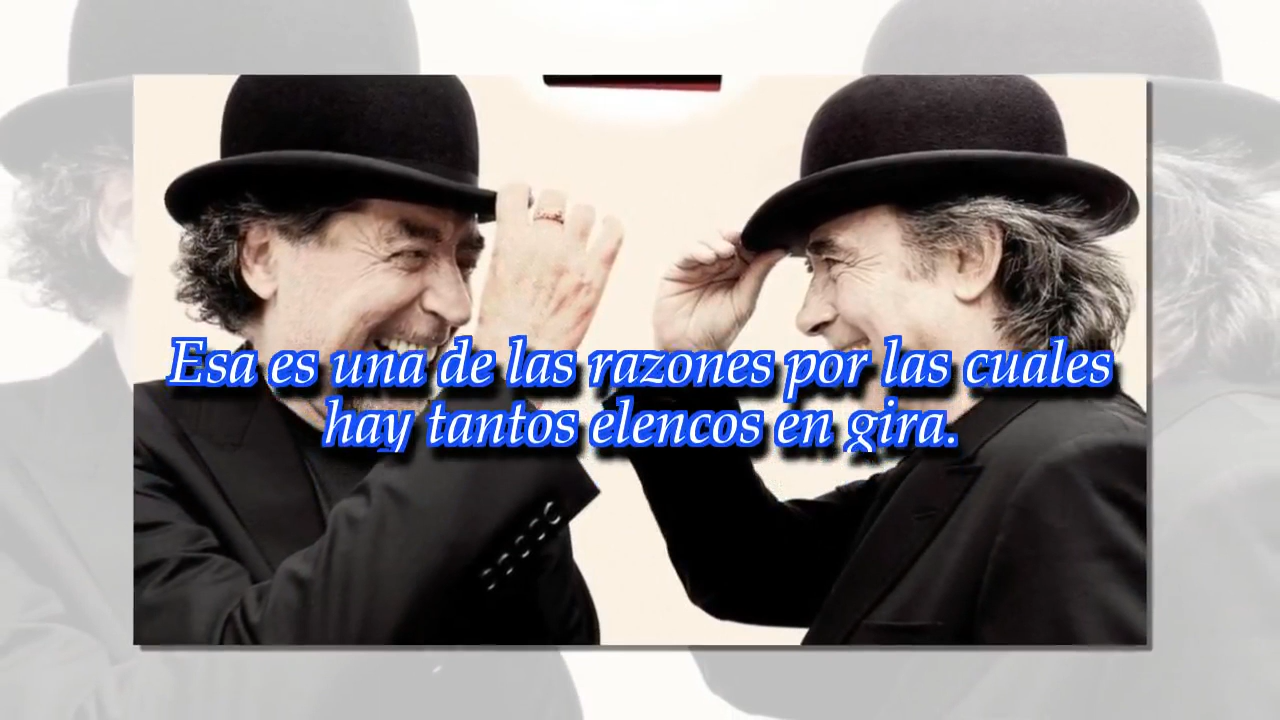 Esa es una de las razones por las cuales
hay tantos elencos en gira.